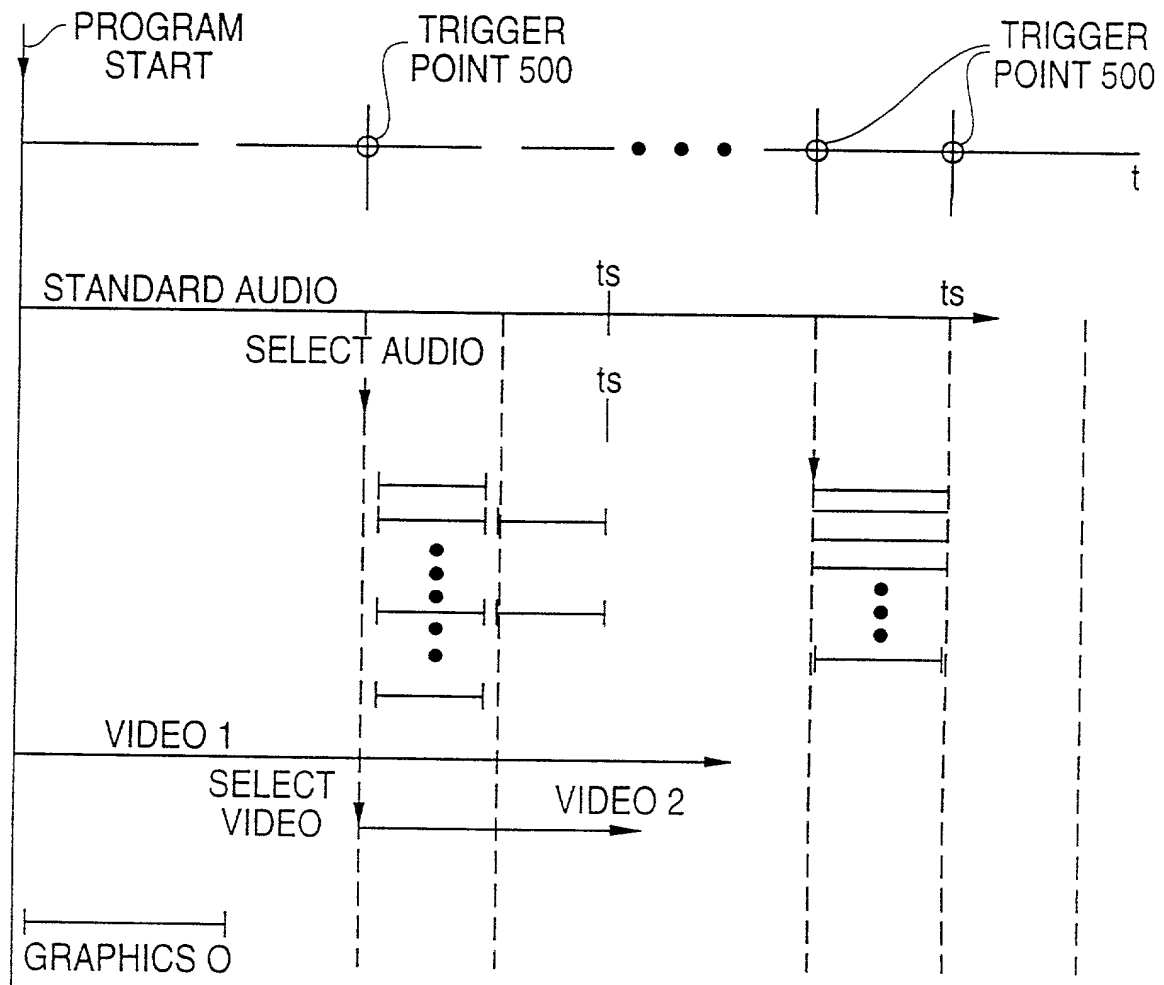 PROGRAM
START
TRIGGER
POINT 500
TRIGGER
POINT 500
t
STANDARD AUDIO
ts
ts
SELECT AUDIO
ts
VIDEO 1
SELECT
VIDEO
VIDEO 2
GRAPHICS O